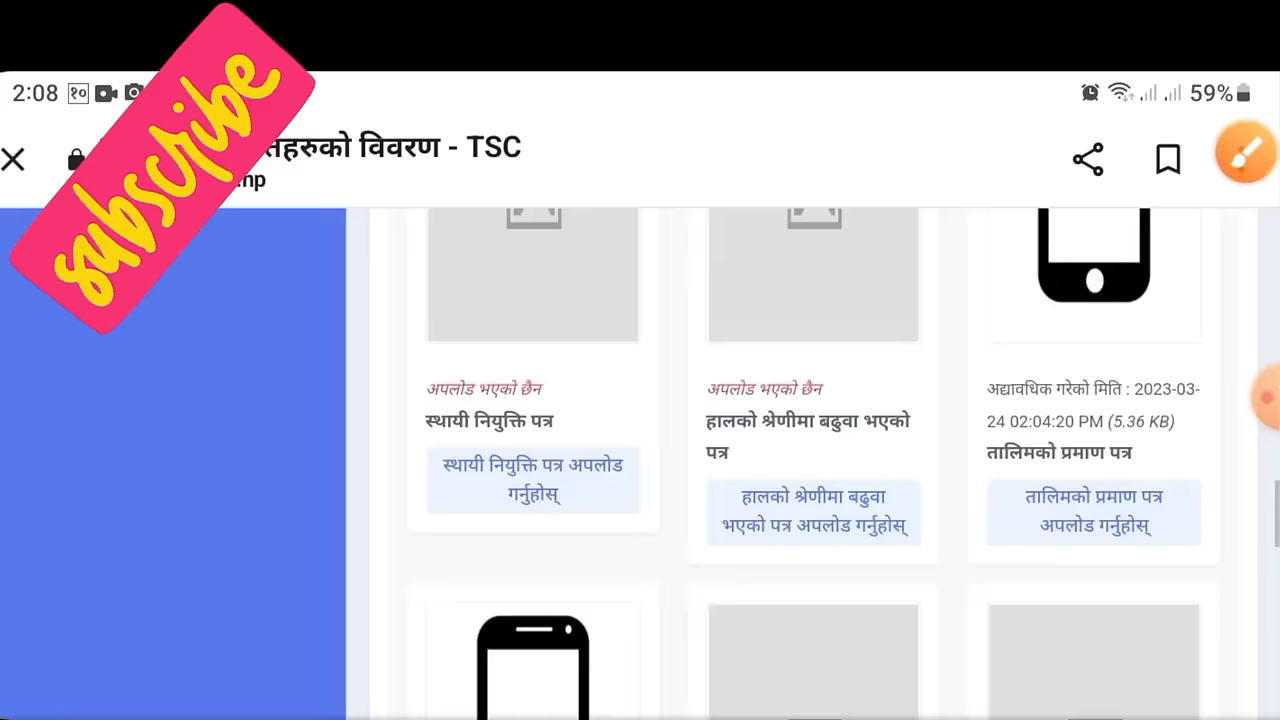 2:08 १० 59%
subscribe
तहरुको विवरण - TSC
np
अपलोड भएको छैन
स्थायी नियुक्ति पत्र
स्थायी नियुक्ति पत्र अपलोड
गर्नुहोस्
अपलोड भएको छैन
हालको श्रेणीमा बढुवा भएको
पत्र
हालको श्रेणीमा बढुवा
भएको पत्र अपलोड गर्नुहोस्
अद्यावधिक गरेको मिति : 2023-03-
24 02:04:20 PM (5.36 KB)
तालिमको प्रमाण पत्र
तालिमको प्रमाण पत्र
अपलोड गर्नुहोस्